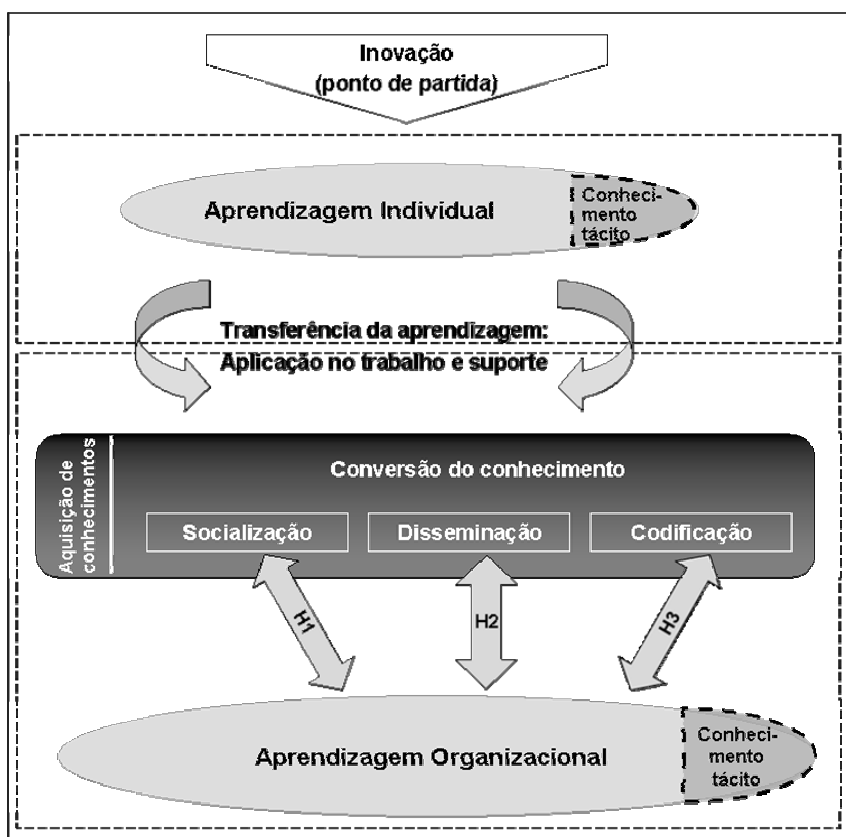 Inovação
(ponto de partida)
Aprendizagem Individual
Conheci-
mento
tácito
Transferência da aprendizagem:
Aplicação no trabalho e suporte
Aquisição de
conhecimentos
Conversão do conhecimento
Socialização
Disseminação
Codificação
H1
H2
H3
Aprendizagem Organizacional
Conheci-
mento
tácito